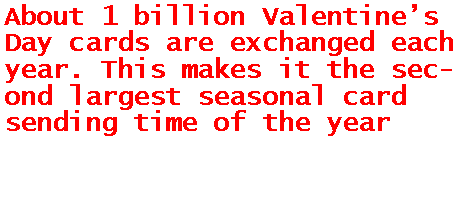 About 1 billion Valentine’s
Day cards are exchanged each
year. This makes it the sec-
ond largest seasonal card
sending time of the year